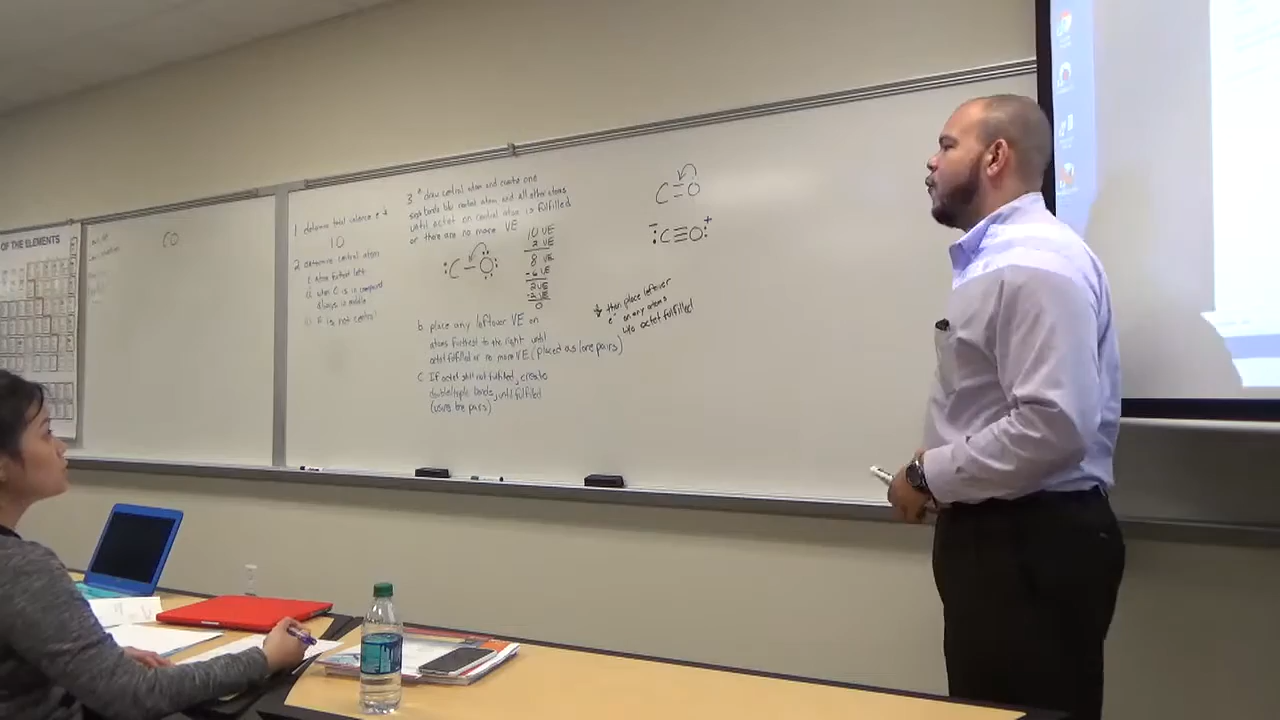 OF THE ELEMENTS
CO
1 determine total valence e⁻
10
2 determine central atom
i. atom furthest left
ii. when C is in compound
always in middle
iii. F is not central
3 a draw central atom and create one
single bonds b/w central atom and all other atoms
until octet on central atom is fulfilled
or there are no more VE
:C – O:
10 VE
2 VE
8 VE
-6 VE
2 VE
-2 VE
0
b place any leftover VE on
atoms furthest to the right until
octet fulfilled or no more VE (placed as lone pairs)
↳ then place leftover
e⁻ on any atoms
w/o octet fulfilled
c If octet still not fulfilled, create
double/triple bonds, until fulfilled
(using lone pairs)
C=O
:C≡O:
- +